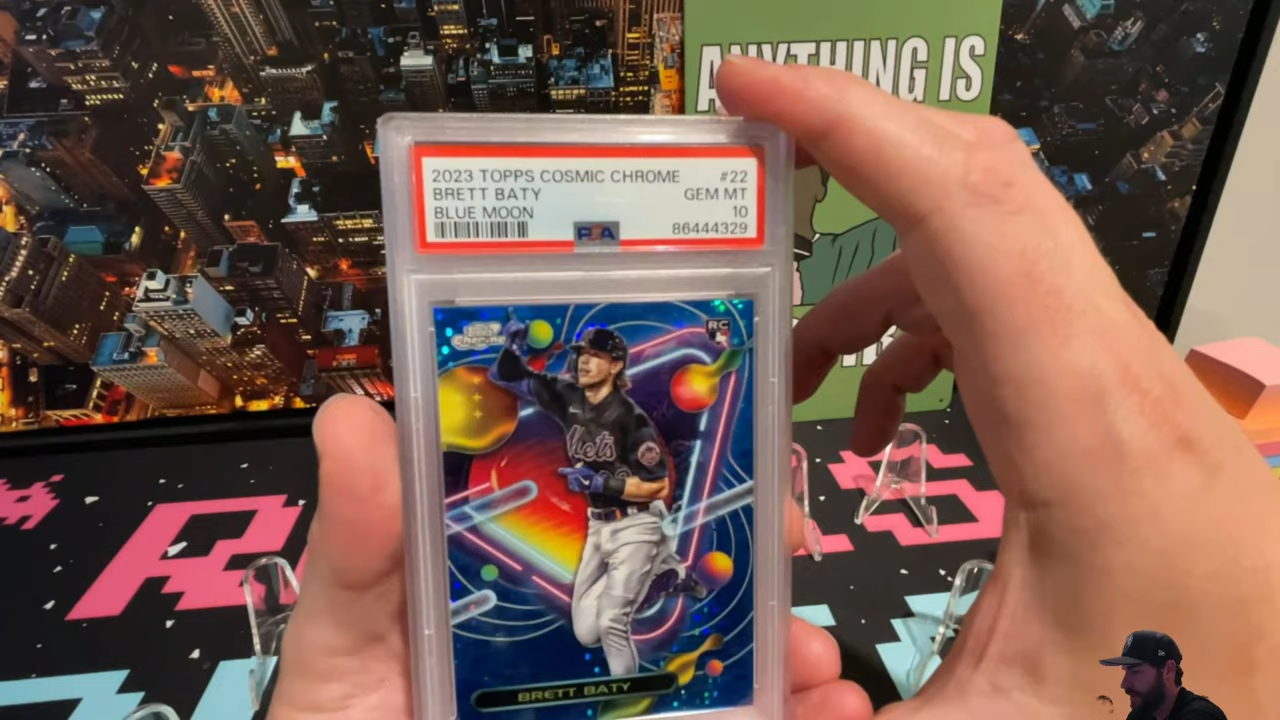 ANYTHING IS
2023 TOPPS COSMIC CHROME #22
BRETT BATY GEM MT
BLUE MOON 10
PSA 86444329
Topps Chrome
RC
Mets
BRETT BATY